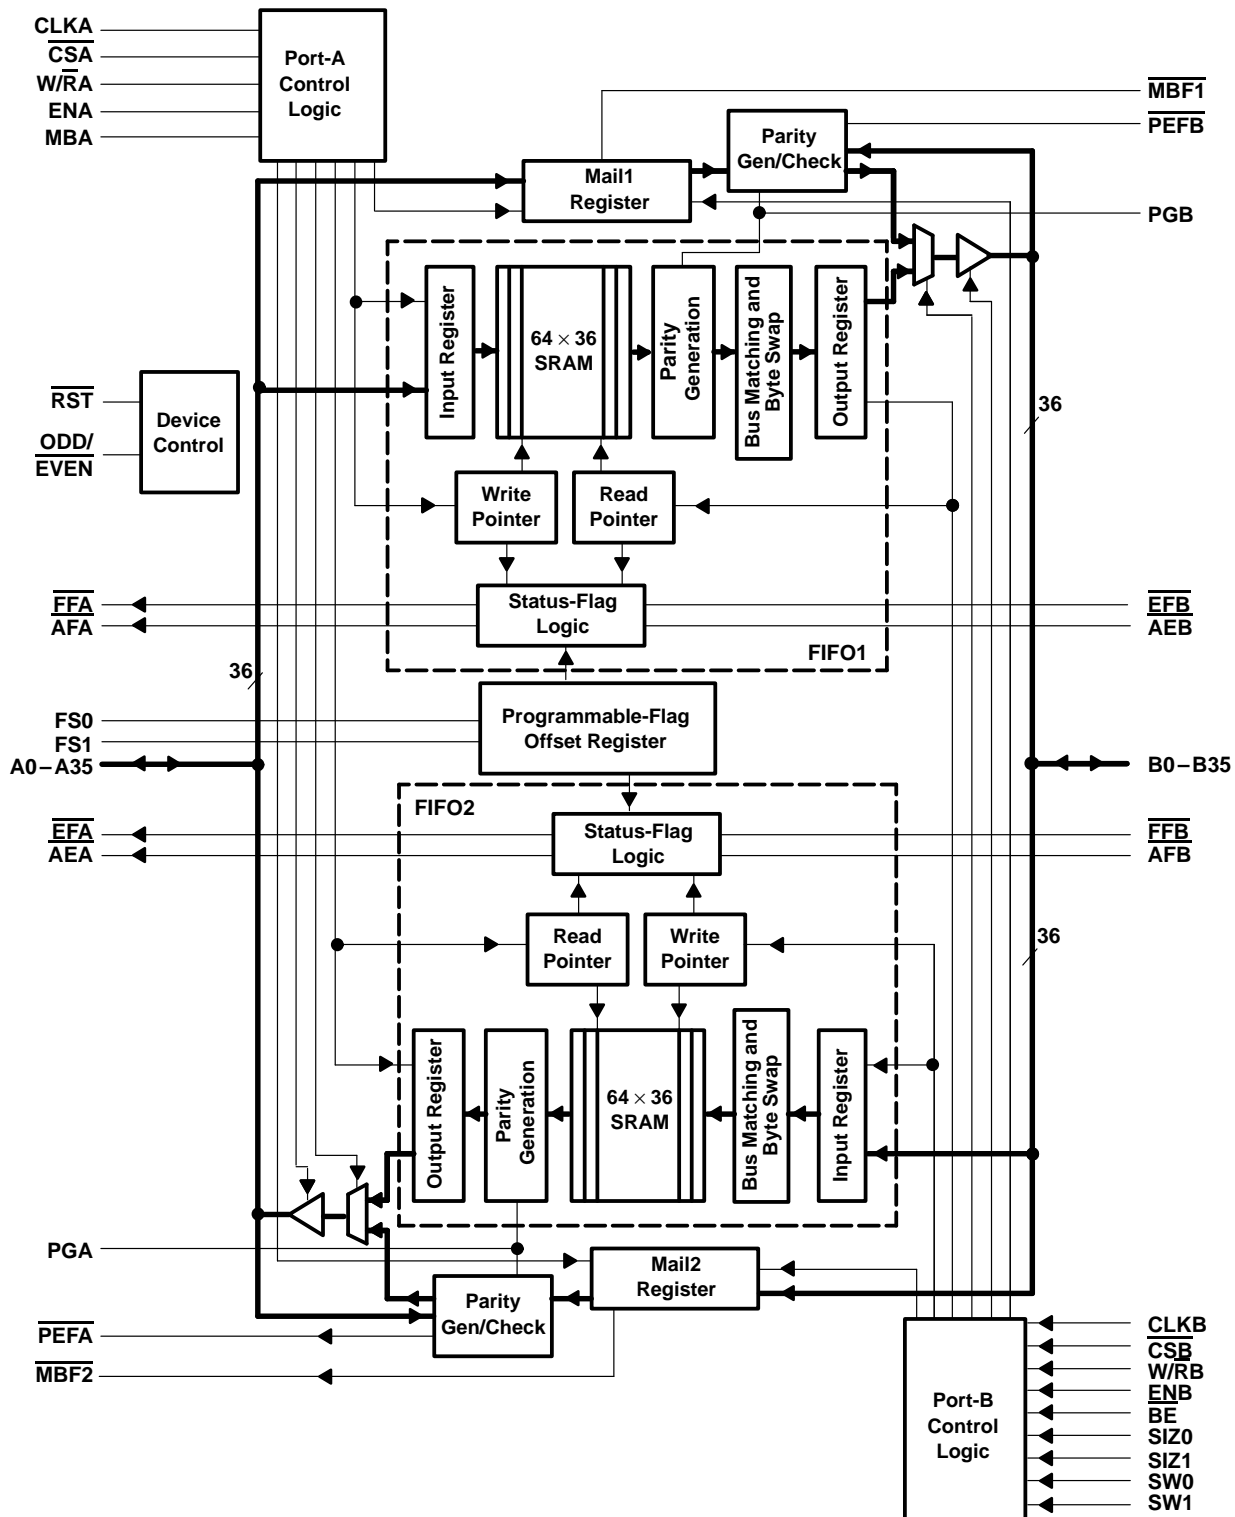 CLKA
CSA
W/RA
ENA
MBA
Port-A
Control
Logic
MBF1
PEFB
Parity
Gen/Check
Mail1
Register
PGB
Input Register
64 × 36
SRAM
Parity
Generation
Bus Matching and
Byte Swap
Output Register
RST
ODD/
EVEN
Device
Control
36
Write
Pointer
Read
Pointer
FFA
AFA
Status-Flag
Logic
EFB
AEB
FIFO1
36
FS0
FS1
A0–A35
Programmable-Flag
Offset Register
B0–B35
FIFO2
EFA
AEA
Status-Flag
Logic
FFB
AFB
Read
Pointer
Write
Pointer
36
Output Register
Parity
Generation
64 × 36
SRAM
Bus Matching and
Byte Swap
Input Register
PGA
Mail2
Register
Parity
Gen/Check
PEFA
MBF2
Port-B
Control
Logic
CLKB
CSB
W/RB
ENB
BE
SIZ0
SIZ1
SW0
SW1